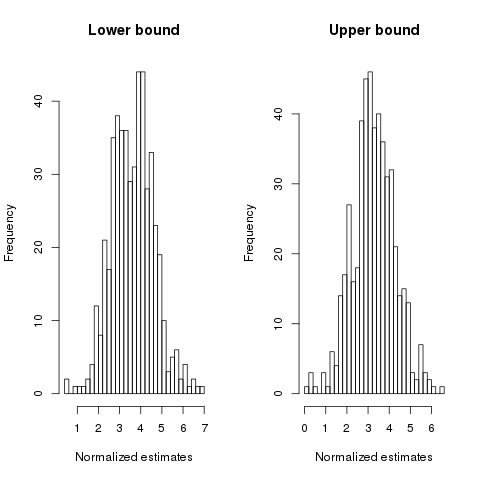 Lower bound
Upper bound
Frequency
0 10 20 30 40
1 2 3 4 5 6 7
Normalized estimates
Frequency
0 10 20 30 40
0 1 2 3 4 5 6
Normalized estimates